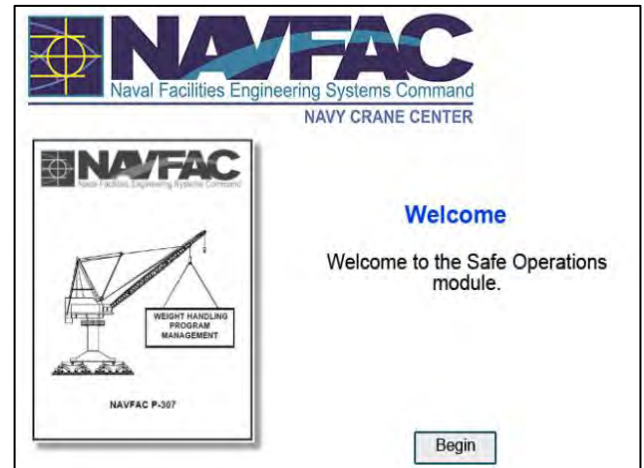 NAVFAC
Naval Facilities Engineering Systems Command
NAVY CRANE CENTER
NAVFAC
Naval Facilities Engineering Systems Command
WEIGHT HANDLING
PROGRAM
MANAGEMENT
NAVFAC P-307
Welcome
Welcome to the Safe Operations
module.
Begin